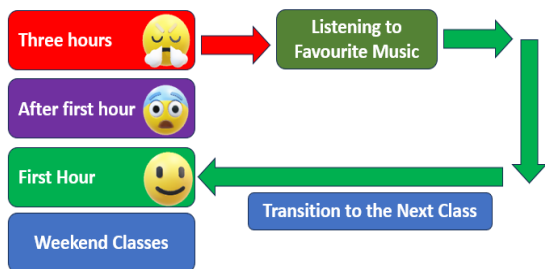 Three hours
Listening to
Favourite Music
After first hour
First Hour
Transition to the Next Class
Weekend Classes